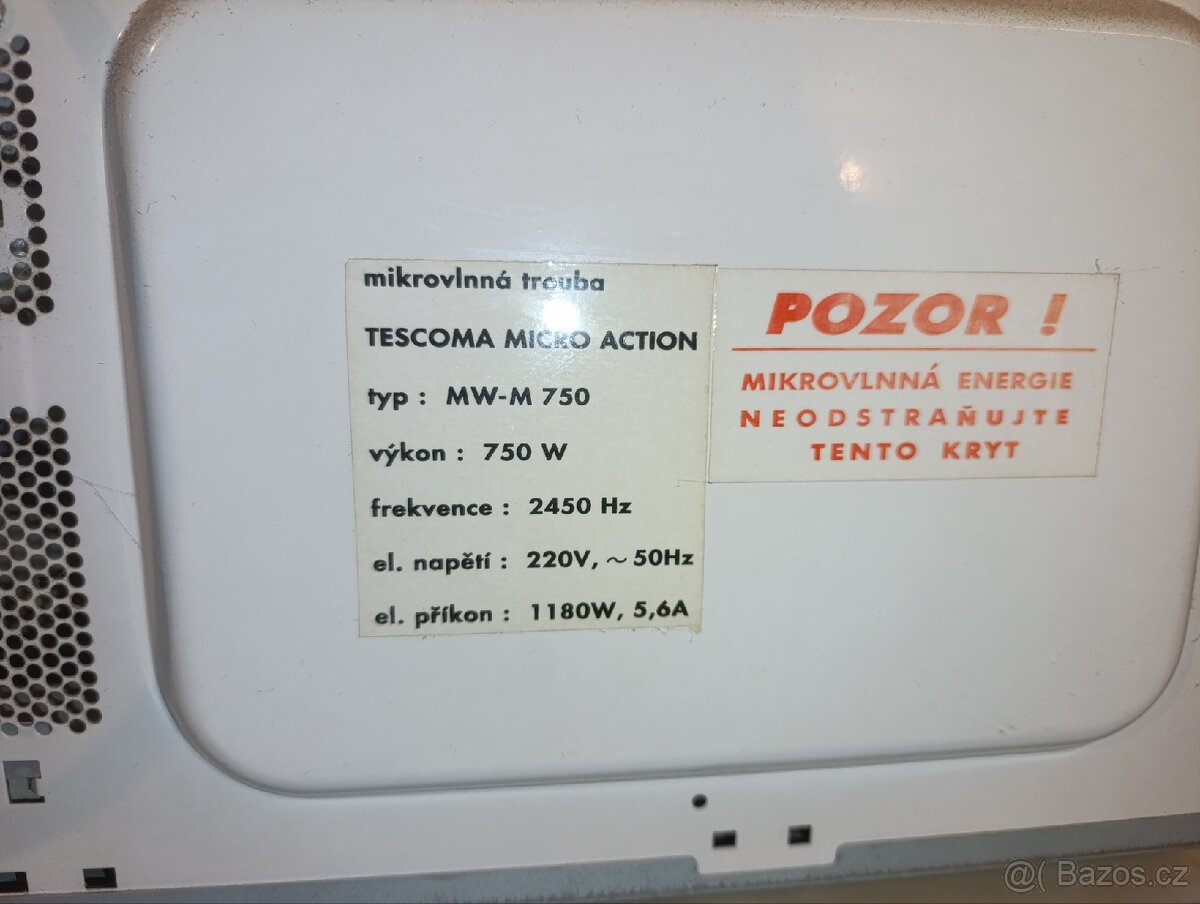 mikrovlnná trouba
TESCOMA MICRO ACTION
typ : MW-M 750
výkon : 750 W
frekvence : 2450 Hz
el. napětí : 220V, ~ 50Hz
el. příkon : 1180W, 5,6A
POZOR !
MIKROVLNNÁ ENERGIE
NEODSTRAŇUJTE
TENTO KRYT
@( Bazos.cz